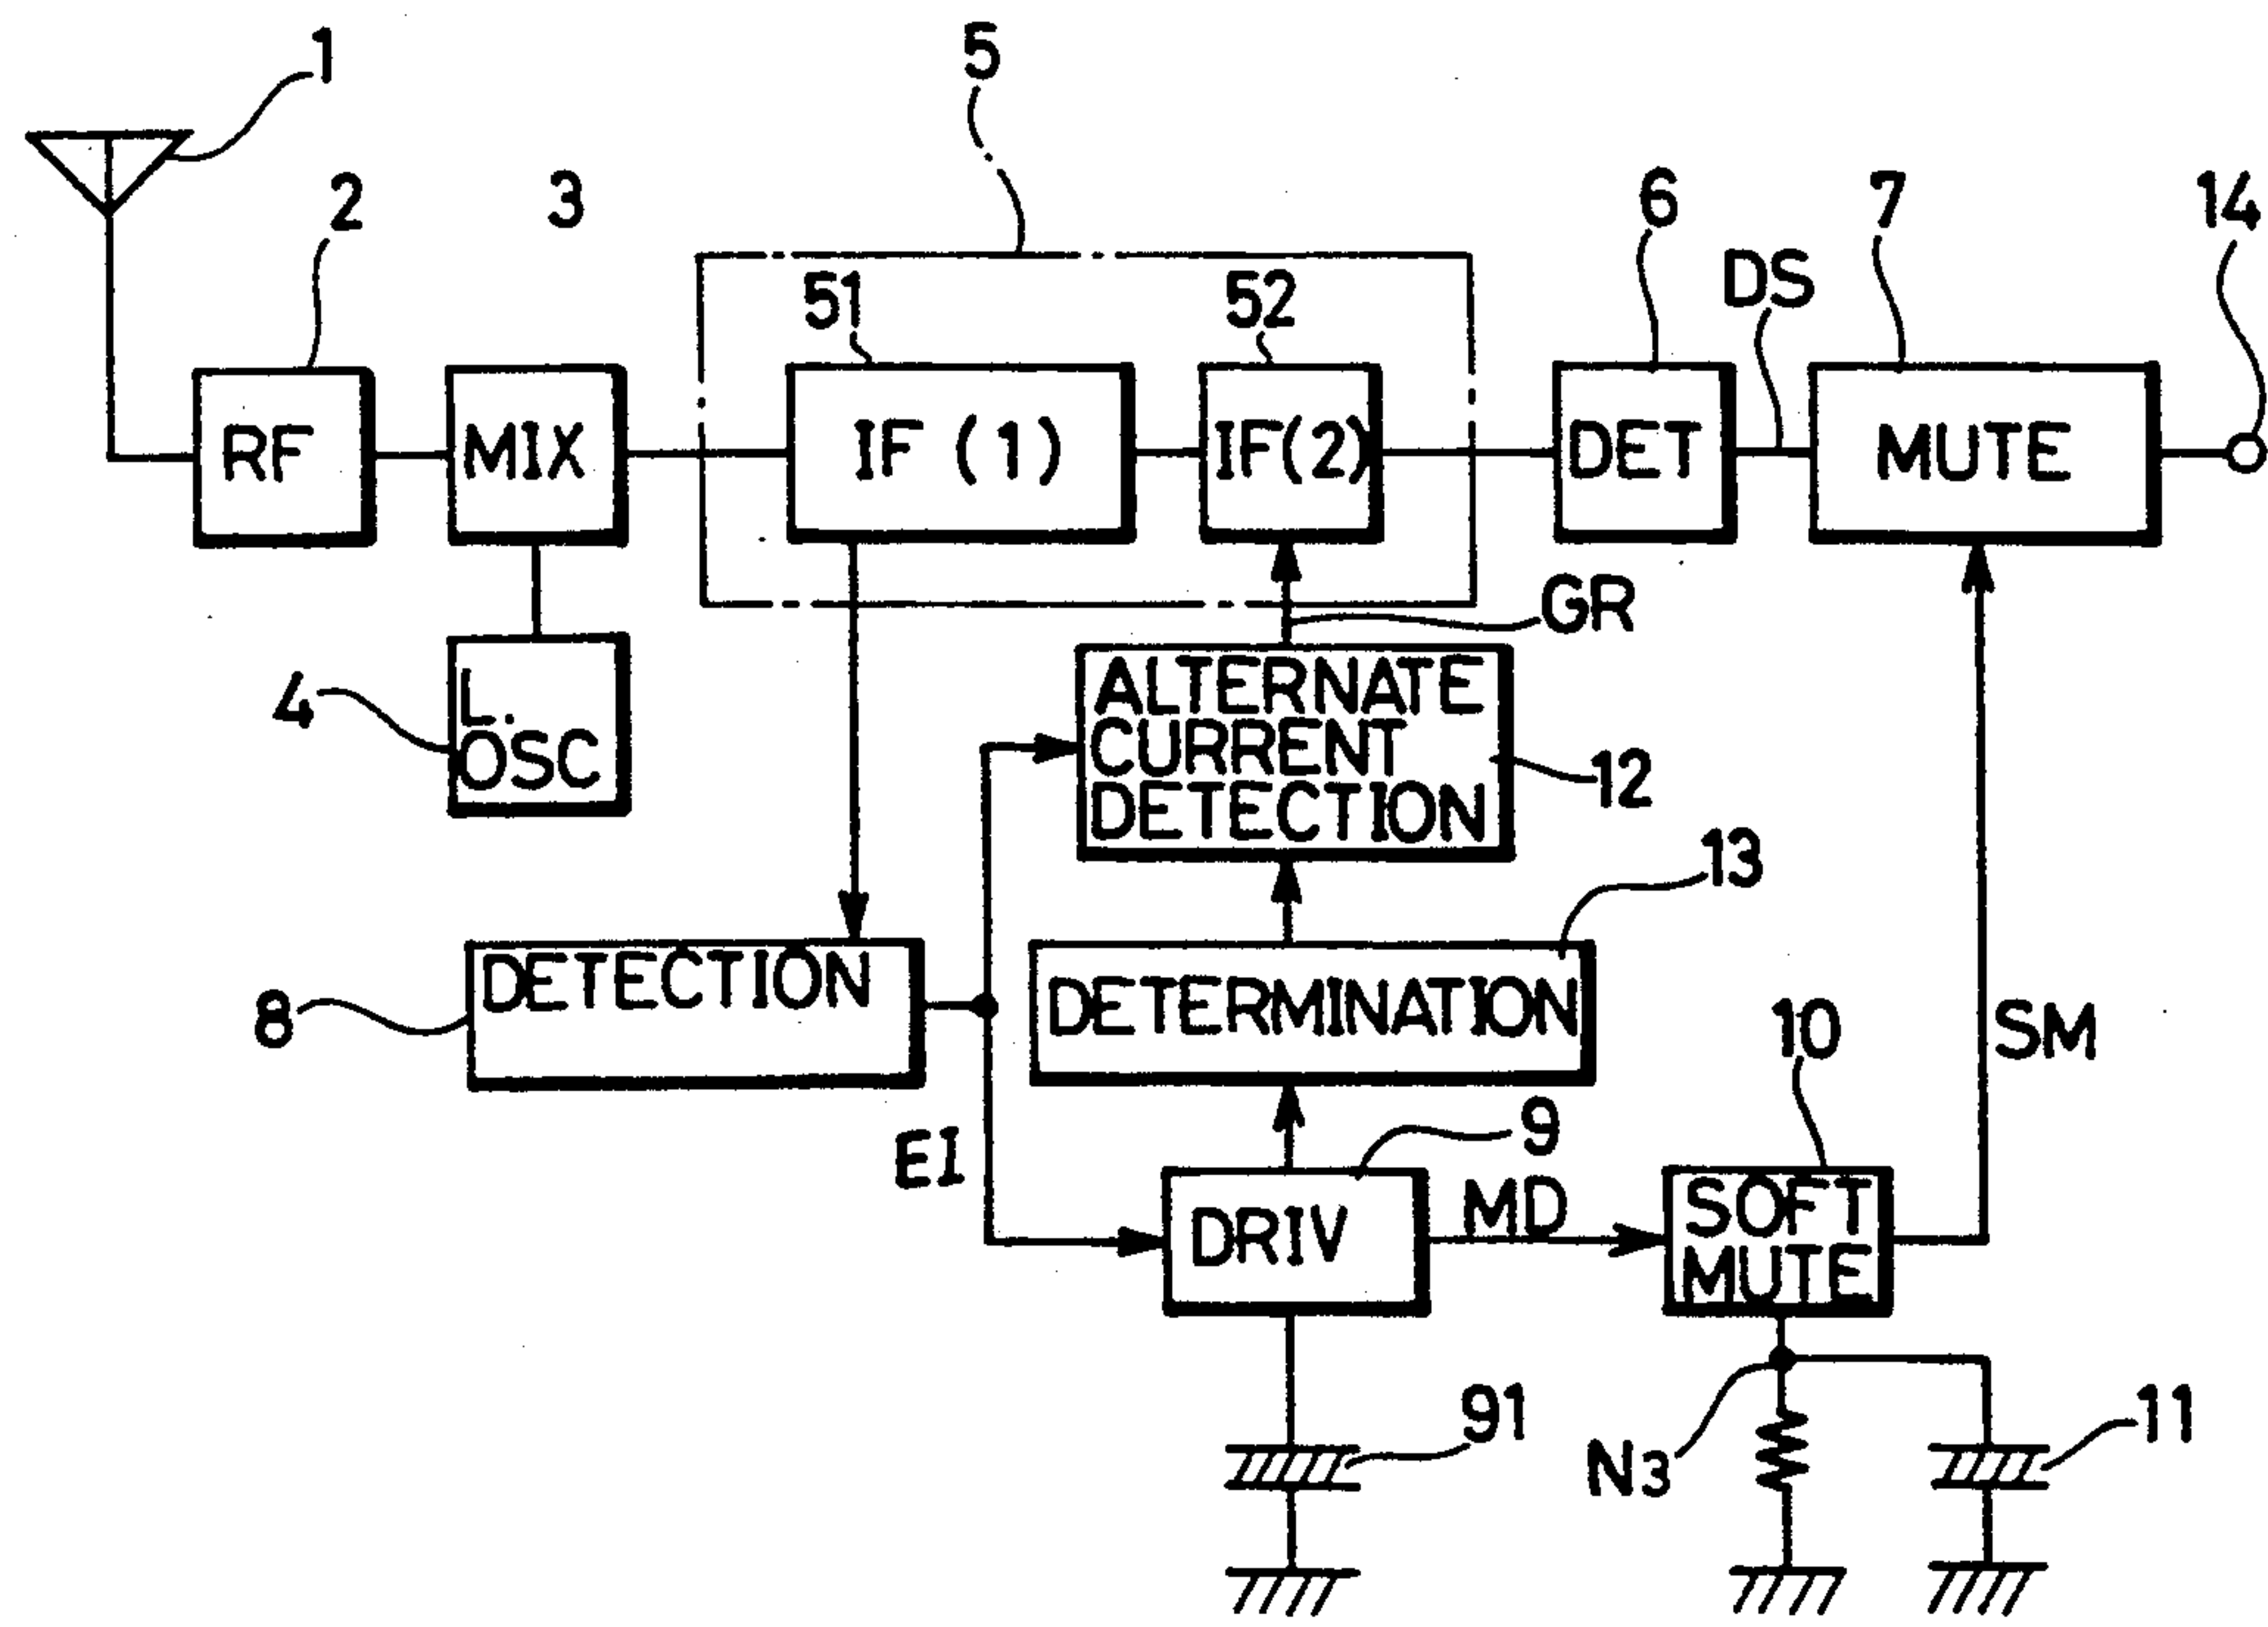 1
5
2
3
6
7
14
51
52
DS
RF
MIX
IF (1)
IF(2)
DET
MUTE
GR
4
L.
OSC
ALTERNATE
CURRENT
DETECTION
12
13
8
DETECTION
DETERMINATION
10
SM
EI
9
DRIV
MD
SOFT
MUTE
91
N3
11